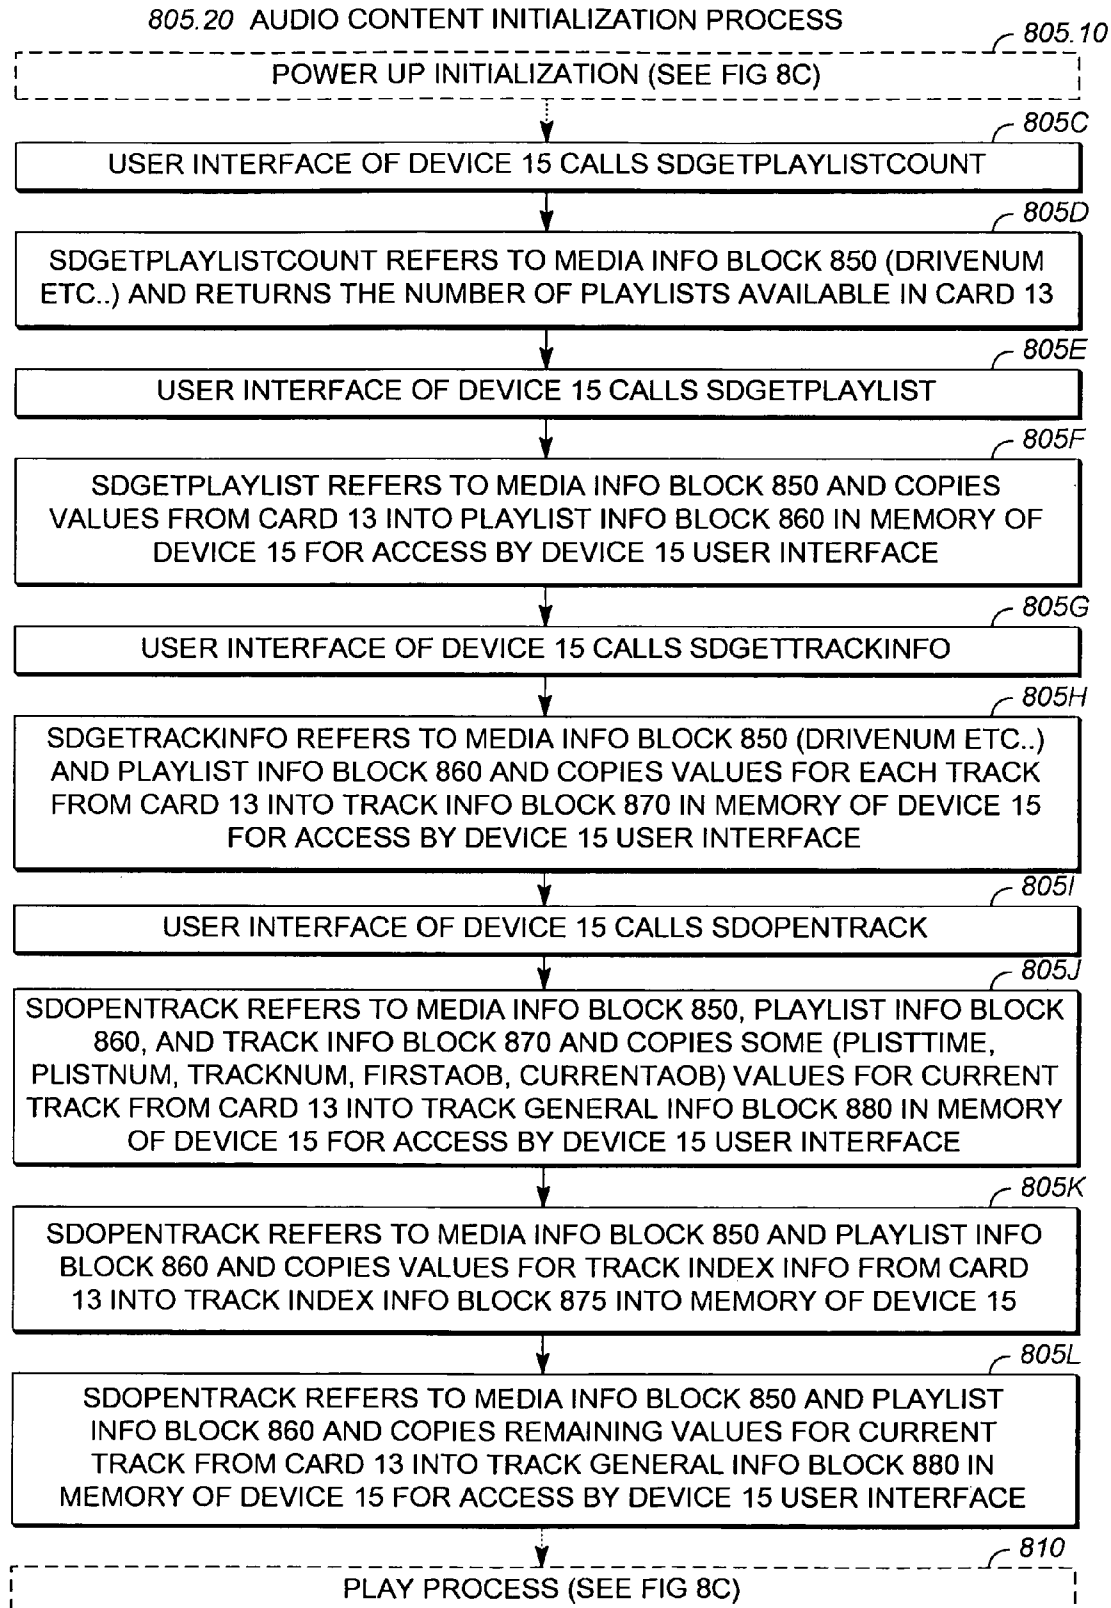 805.20 AUDIO CONTENT INITIALIZATION PROCESS
805.10
POWER UP INITIALIZATION (SEE FIG 8C)
805C
USER INTERFACE OF DEVICE 15 CALLS SDGETPLAYLISTCOUNT
805D
SDGETPLAYLISTCOUNT REFERS TO MEDIA INFO BLOCK 850 (DRIVENUM
ETC..) AND RETURNS THE NUMBER OF PLAYLISTS AVAILABLE IN CARD 13
805E
USER INTERFACE OF DEVICE 15 CALLS SDGETPLAYLIST
805F
SDGETPLAYLIST REFERS TO MEDIA INFO BLOCK 850 AND COPIES
VALUES FROM CARD 13 INTO PLAYLIST INFO BLOCK 860 IN MEMORY OF
DEVICE 15 FOR ACCESS BY DEVICE 15 USER INTERFACE
805G
USER INTERFACE OF DEVICE 15 CALLS SDGETTRACKINFO
805H
SDGETRACKINFO REFERS TO MEDIA INFO BLOCK 850 (DRIVENUM ETC..)
AND PLAYLIST INFO BLOCK 860 AND COPIES VALUES FOR EACH TRACK
FROM CARD 13 INTO TRACK INFO BLOCK 870 IN MEMORY OF DEVICE 15
FOR ACCESS BY DEVICE 15 USER INTERFACE
805I
USER INTERFACE OF DEVICE 15 CALLS SDOPENTRACK
805J
SDOPENTRACK REFERS TO MEDIA INFO BLOCK 850, PLAYLIST INFO BLOCK
860, AND TRACK INFO BLOCK 870 AND COPIES SOME (PLISTTIME,
PLISTNUM, TRACKNUM, FIRSTAOB, CURRENTAOB) VALUES FOR CURRENT
TRACK FROM CARD 13 INTO TRACK GENERAL INFO BLOCK 880 IN MEMORY
OF DEVICE 15 FOR ACCESS BY DEVICE 15 USER INTERFACE
805K
SDOPENTRACK REFERS TO MEDIA INFO BLOCK 850 AND PLAYLIST INFO
BLOCK 860 AND COPIES VALUES FOR TRACK INDEX INFO FROM CARD
13 INTO TRACK INDEX INFO BLOCK 875 INTO MEMORY OF DEVICE 15
805L
SDOPENTRACK REFERS TO MEDIA INFO BLOCK 850 AND PLAYLIST
INFO BLOCK 860 AND COPIES REMAINING VALUES FOR CURRENT
TRACK FROM CARD 13 INTO TRACK GENERAL INFO BLOCK 880 IN
MEMORY OF DEVICE 15 FOR ACCESS BY DEVICE 15 USER INTERFACE
810
PLAY PROCESS (SEE FIG 8C)